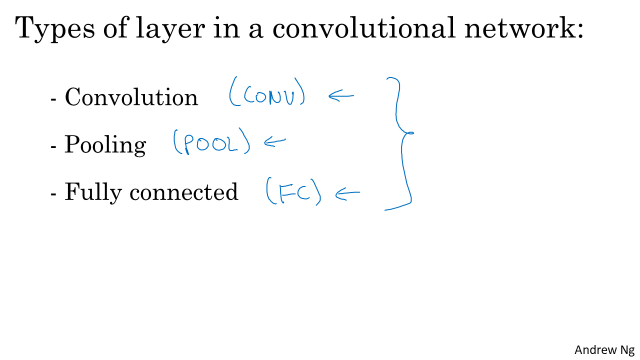 Types of layer in a convolutional network:
- Convolution (CONV) ←
- Pooling (POOL) ←
- Fully connected (FC) ←
Andrew Ng